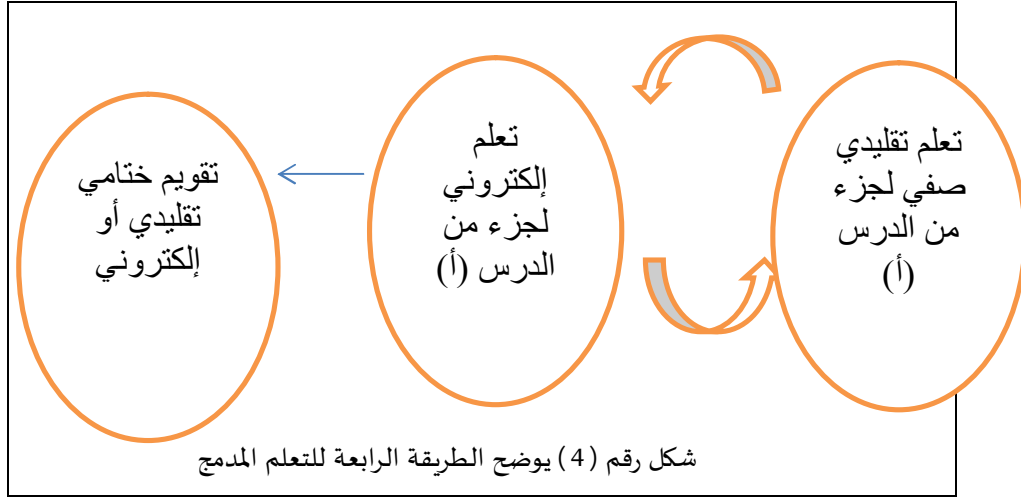 تعلم تقليدي
صفي لجزء
من الدرس
(أ)
تعلم
إلكتروني
لجزء من
الدرس (أ)
تقويم ختامي
تقليدي أو
إلكتروني
شكل رقم (4) يوضح الطريقة الرابعة للتعلم المدمج